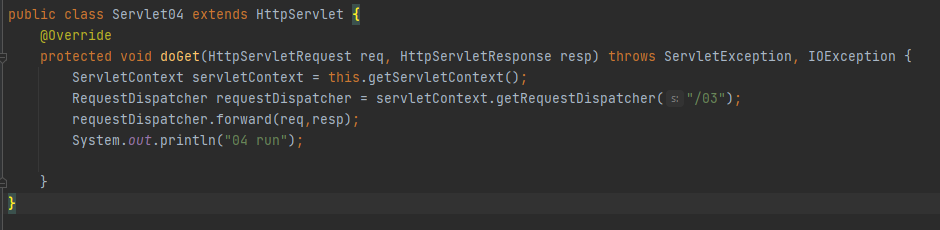 public class Servlet04 extends HttpServlet {
@Override
protected void doGet(HttpServletRequest req, HttpServletResponse resp) throws ServletException, IOException {
ServletContext servletContext = this.getServletContext();
RequestDispatcher requestDispatcher = servletContext.getRequestDispatcher( s: "/03");
requestDispatcher.forward(req,resp);
System.out.println("04 run");
}
}